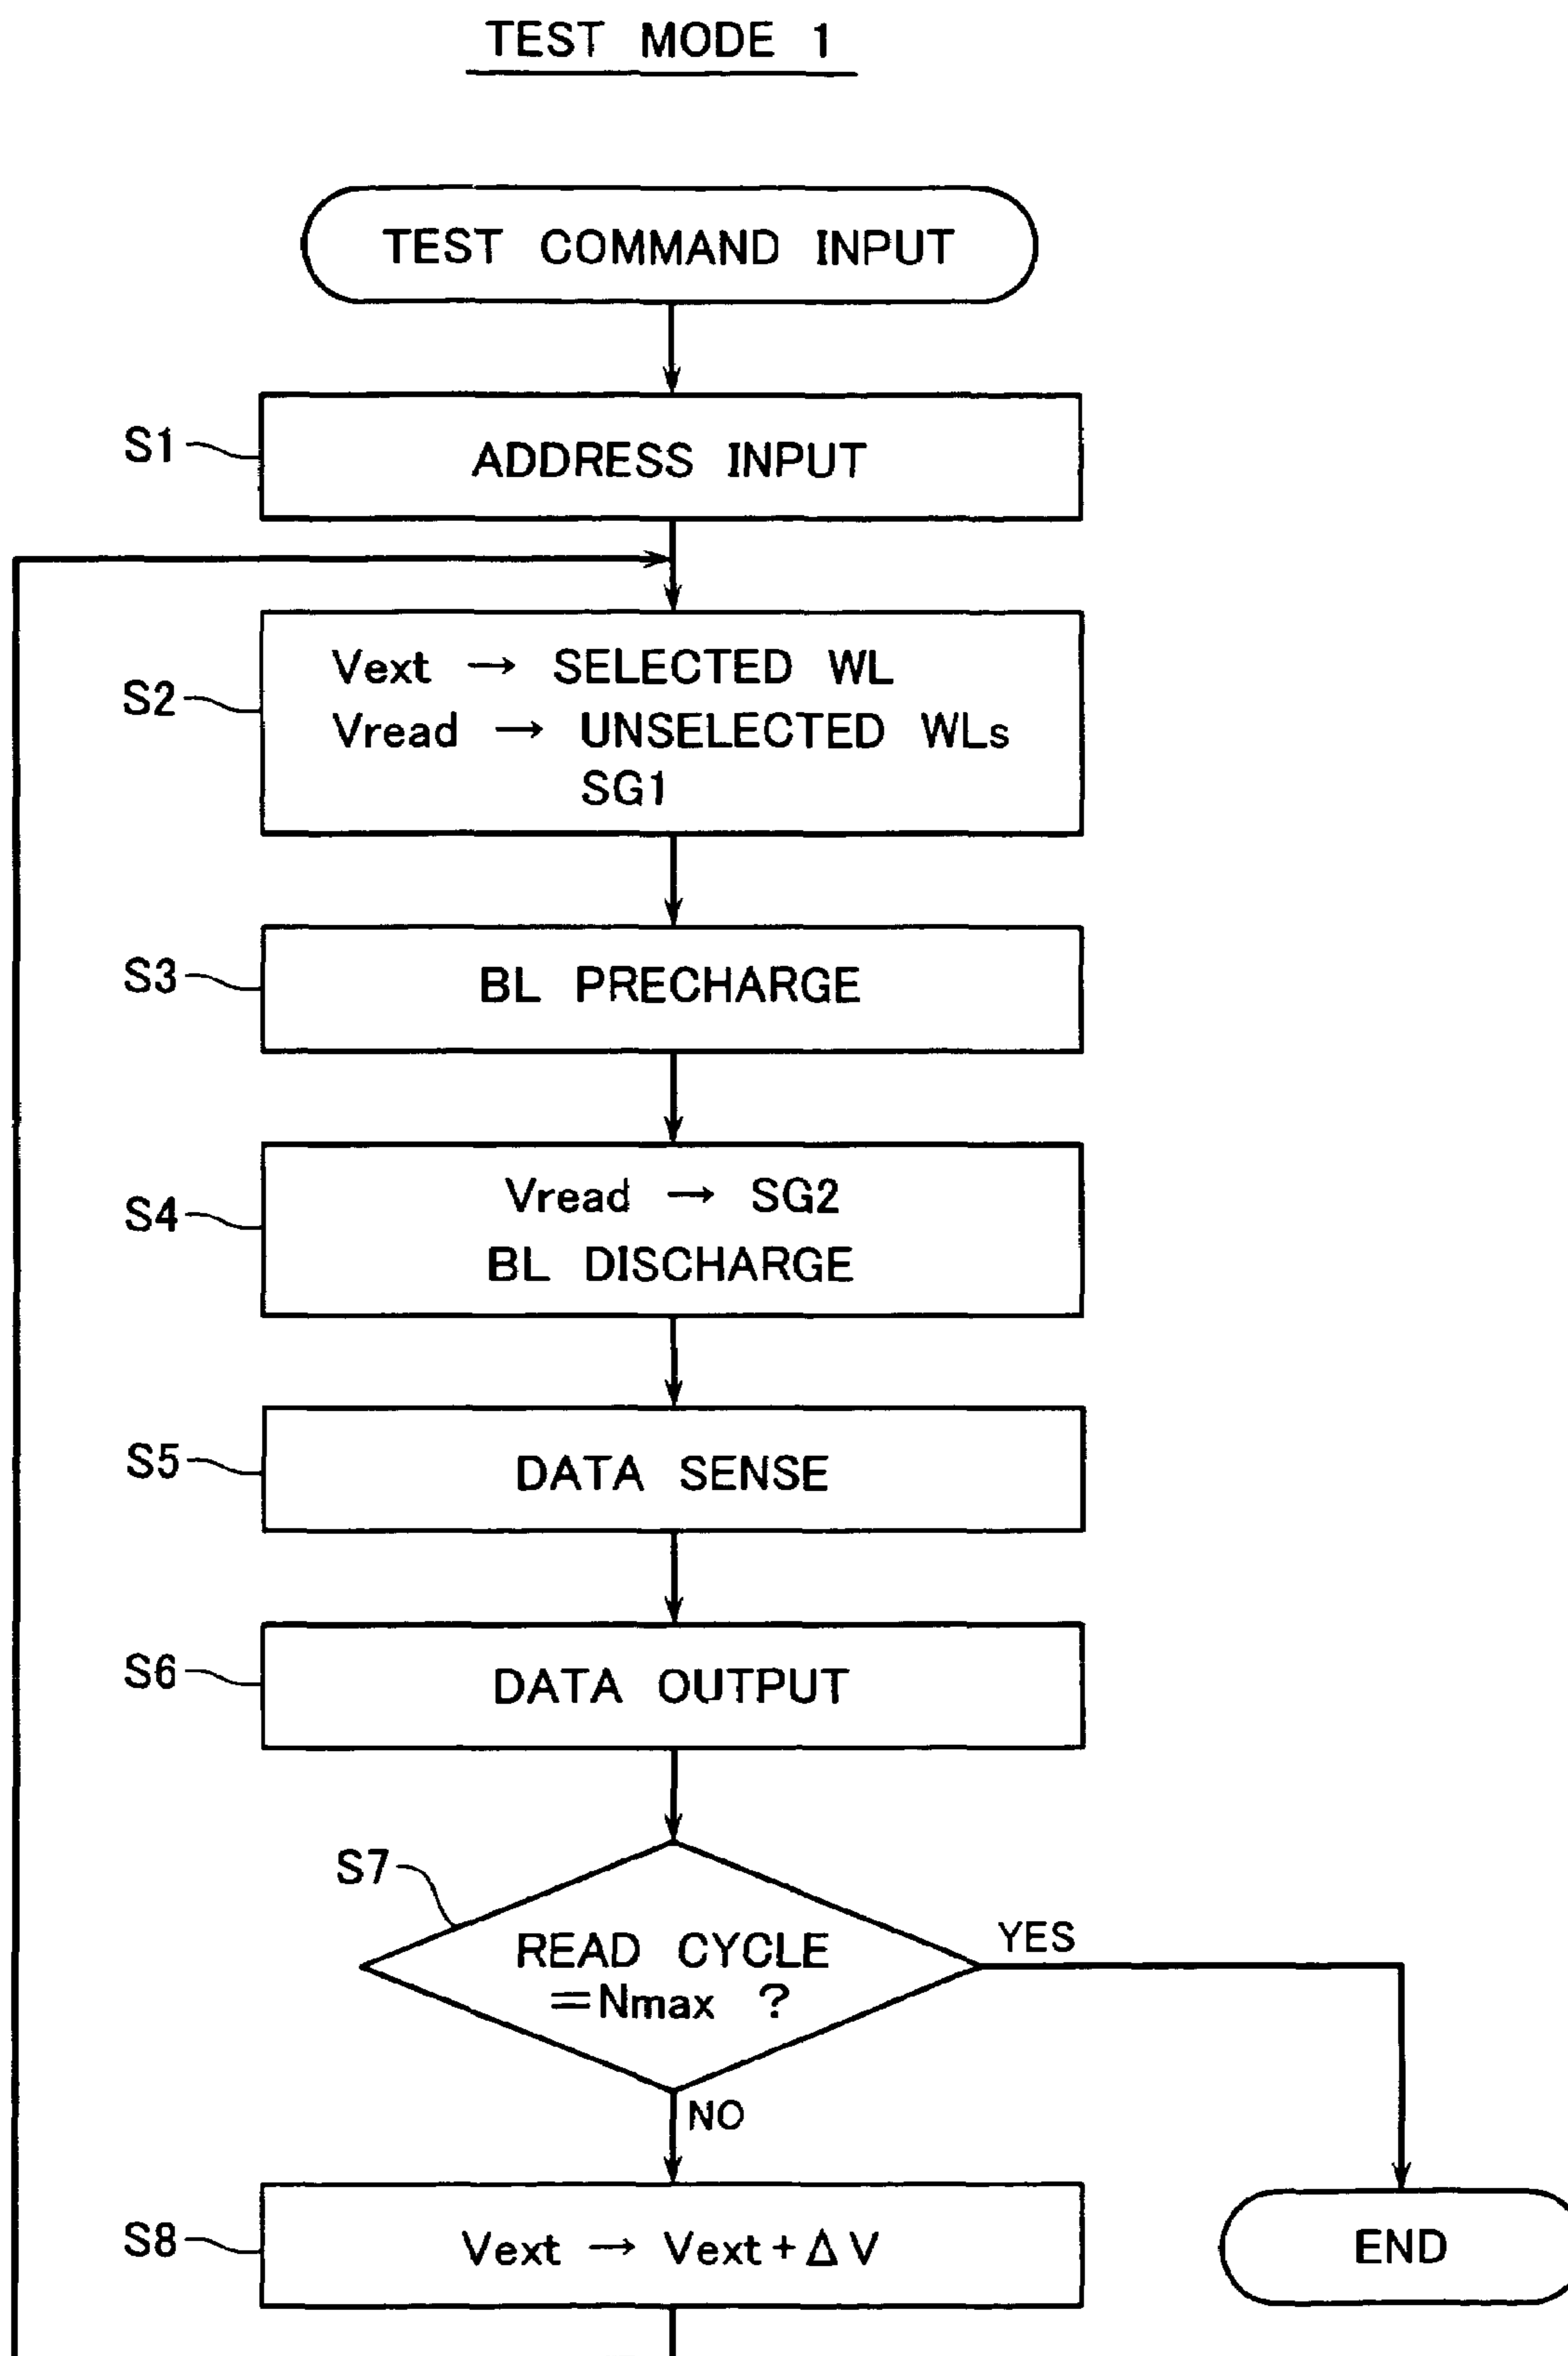 TEST MODE 1
TEST COMMAND INPUT
S1
ADDRESS INPUT
S2
Vext → SELECTED WL
Vread → UNSELECTED WLs
SG1
S3
BL PRECHARGE
S4
Vread → SG2
BL DISCHARGE
S5
DATA SENSE
S6
DATA OUTPUT
S7
READ CYCLE
=Nmax ?
YES
NO
S8
Vext → Vext+ΔV
END